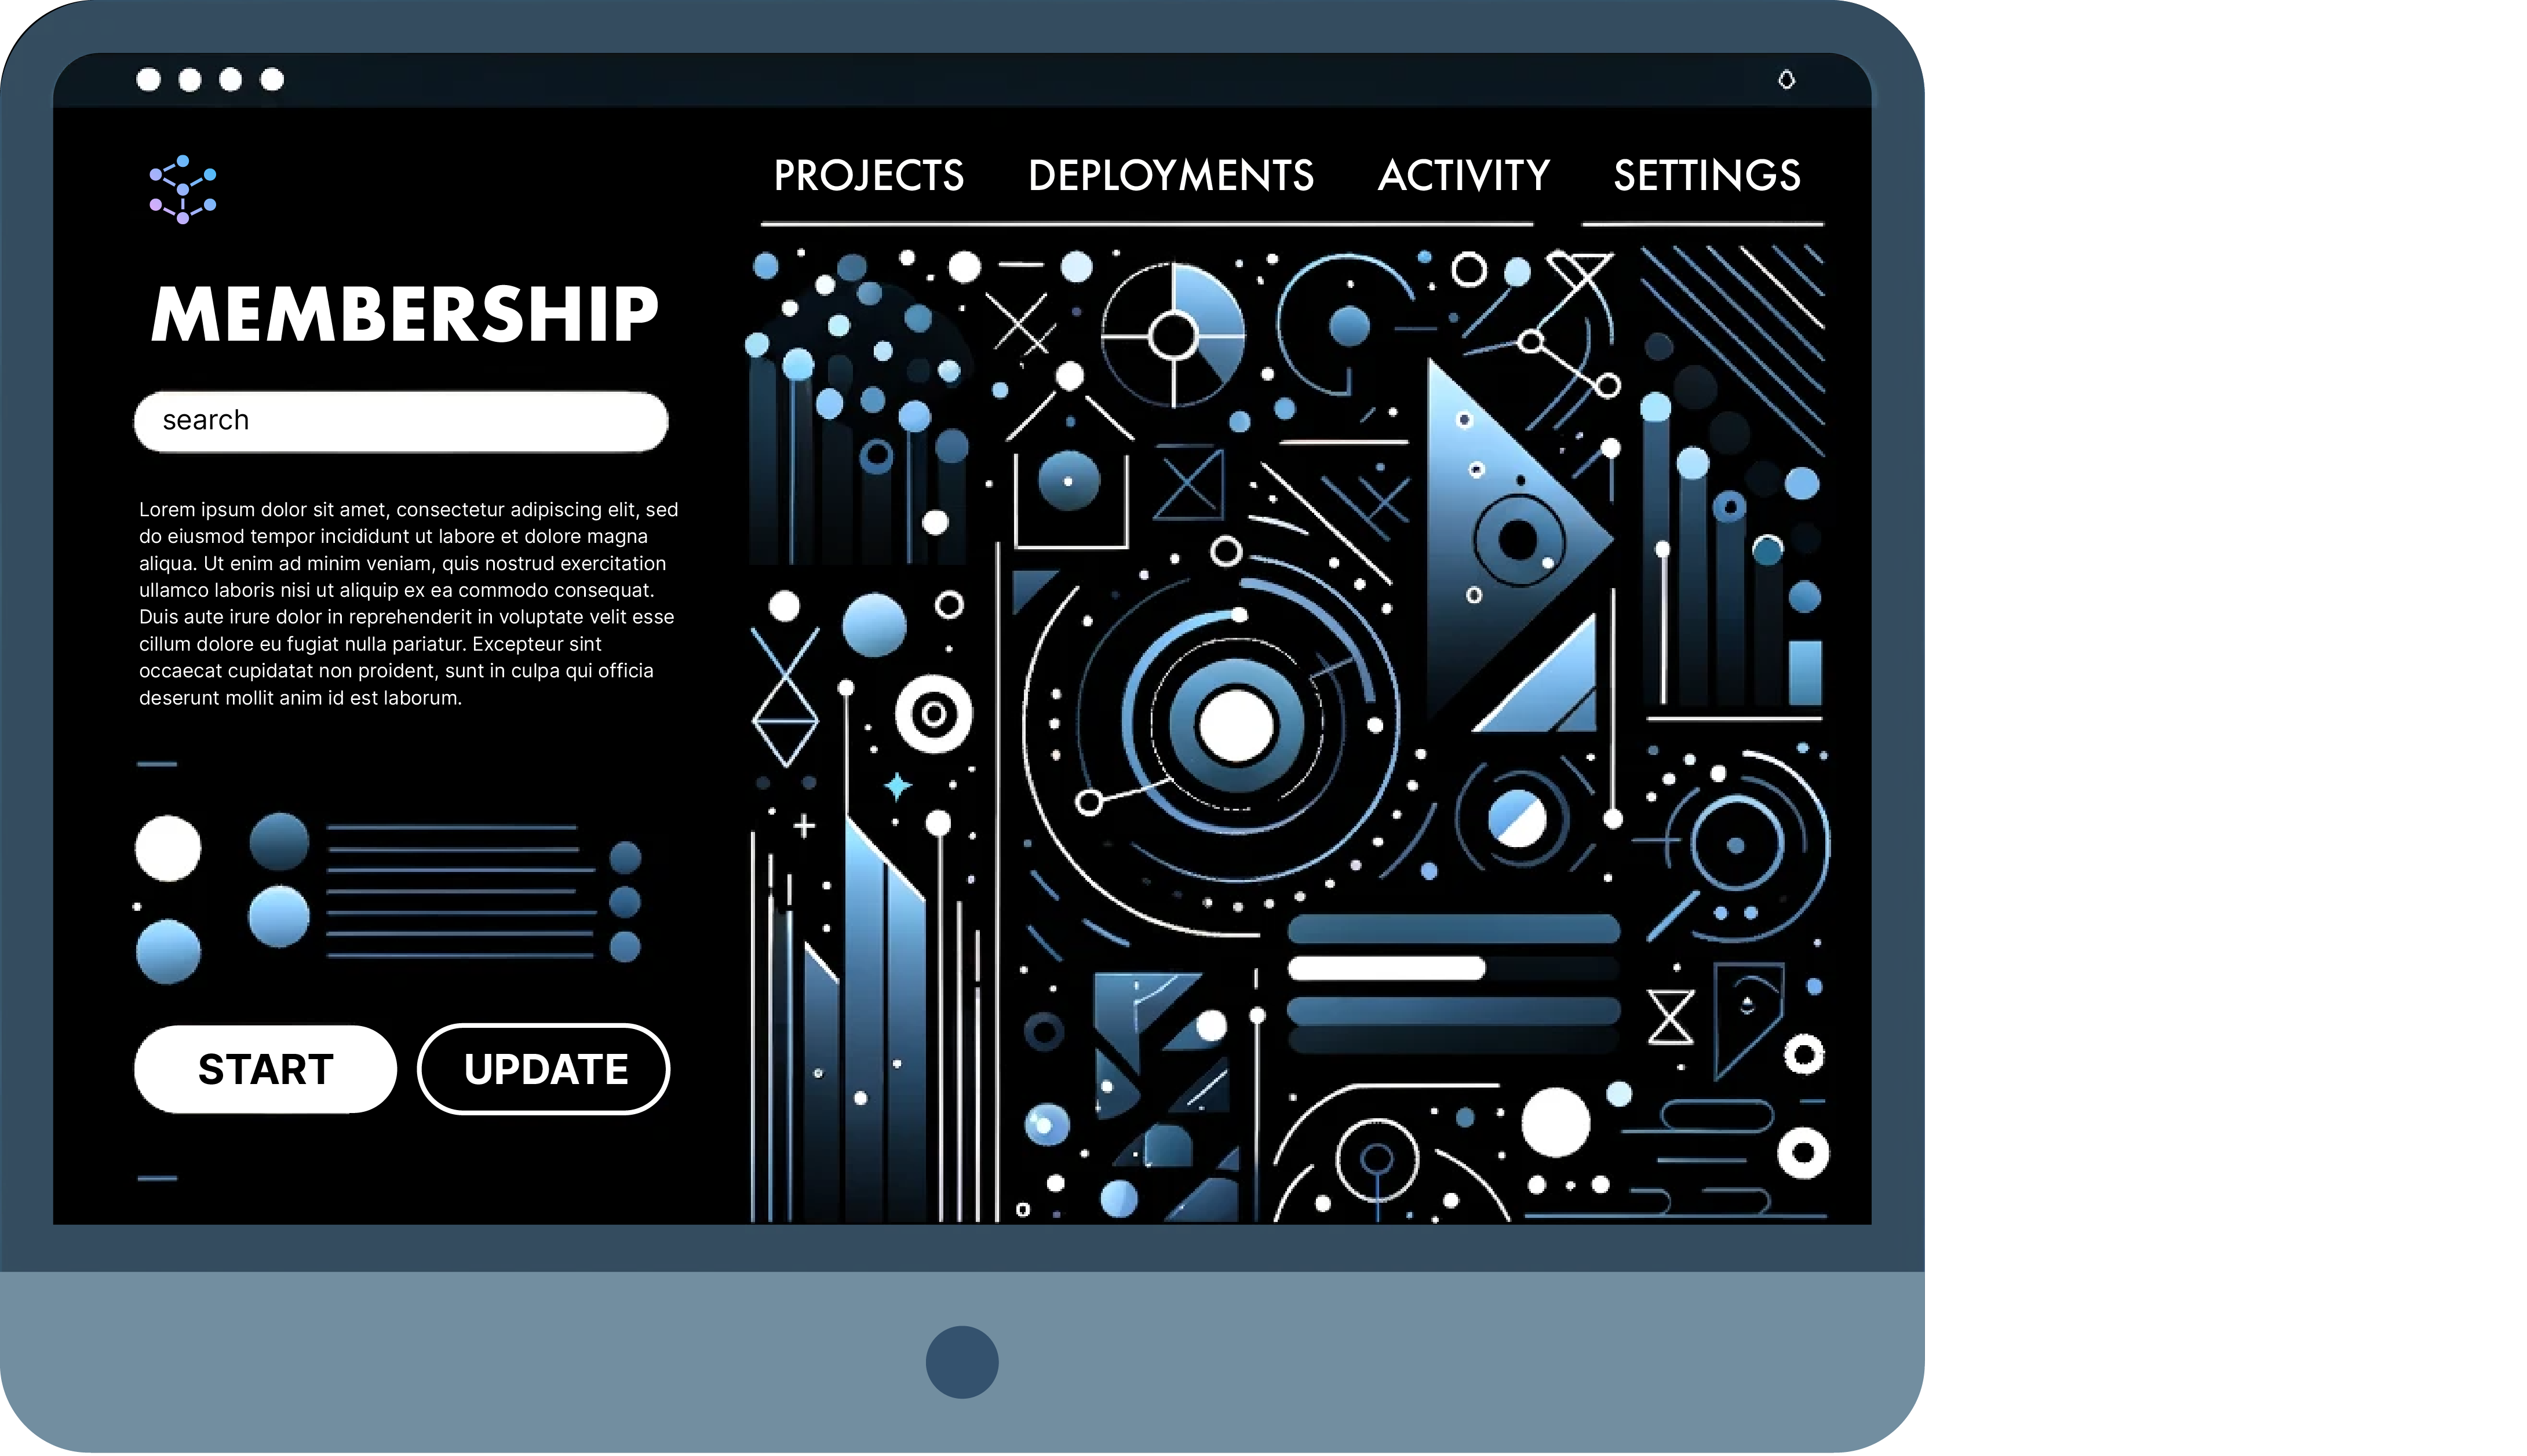 PROJECTS DEPLOYMENTS ACTIVITY SETTINGS
MEMBERSHIP
search
Lorem ipsum dolor sit amet, consectetur adipiscing elit, sed
do eiusmod tempor incididunt ut labore et dolore magna
aliqua. Ut enim ad minim veniam, quis nostrud exercitation
ullamco laboris nisi ut aliquip ex ea commodo consequat.
Duis aute irure dolor in reprehenderit in voluptate velit esse
cillum dolore eu fugiat nulla pariatur. Excepteur sint
occaecat cupidatat non proident, sunt in culpa qui officia
deserunt mollit anim id est laborum.
START UPDATE